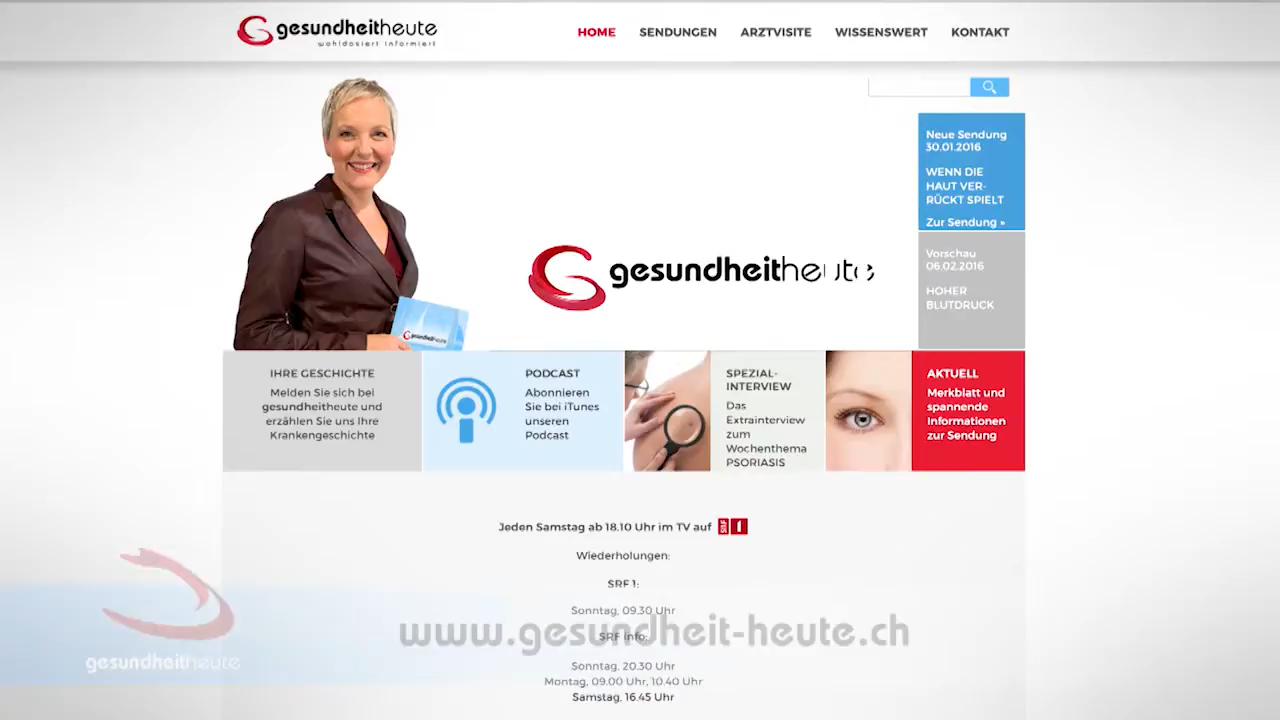 gesundheitheute
wohldosiert informiert
HOME
SENDUNGEN
ARZTVISITE
WISSENSWERT
KONTAKT
Neue Sendung
30.01.2016
WENN DIE
HAUT VER-
RÜCKT SPIELT
Zur Sendung »
Vorschau
06.02.2016
HOHER
BLUTDRUCK
gesundheitheute
gesundheitheute
IHRE GESCHICHTE
Melden Sie sich bei
gesundheitheute und
erzählen Sie uns Ihre
Krankengeschichte
PODCAST
Abonnieren
Sie bei iTunes
unseren
Podcast
SPEZIAL-
INTERVIEW
Das
Extrainterview
zum
Wochenthema
PSORIASIS
AKTUELL
Merkblatt und
spannende
Informationen
zur Sendung
Jeden Samstag ab 18.10 Uhr im TV auf SRF 1
Wiederholungen:
SRF 1:
Sonntag, 09.30 Uhr
SRF info:
Sonntag, 20.30 Uhr
Montag, 09.00 Uhr, 10.40 Uhr
Samstag, 16.45 Uhr
www.gesundheit-heute.ch
gesundheitheute